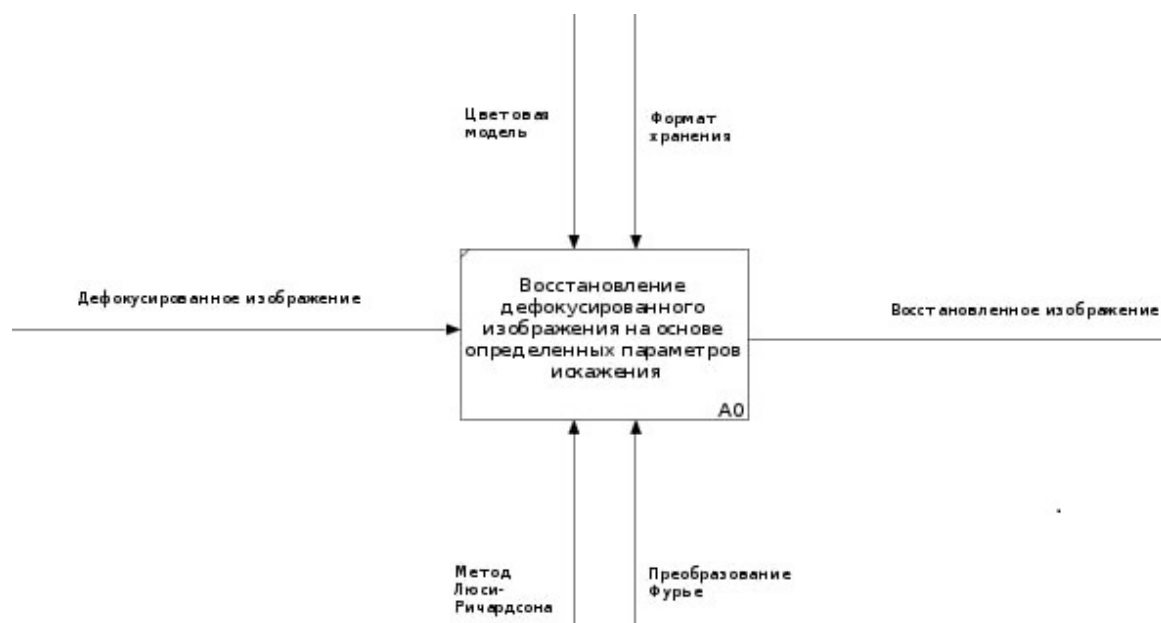 Цветовая
модель
Формат
хранения
Дефокусированное изображение
Восстановление
дефокусированного
изображения на основе
определенных параметров
искажения
A0
Восстановленное изображение
Метод
Люси-
Ричардсона
Преобразование
Фурье